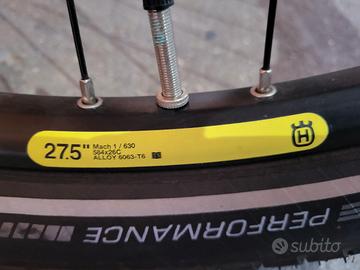 27.5"
Mach 1 / 630
584x26C
ALLOY 6063-T6
H
PERFORMANCE
subito